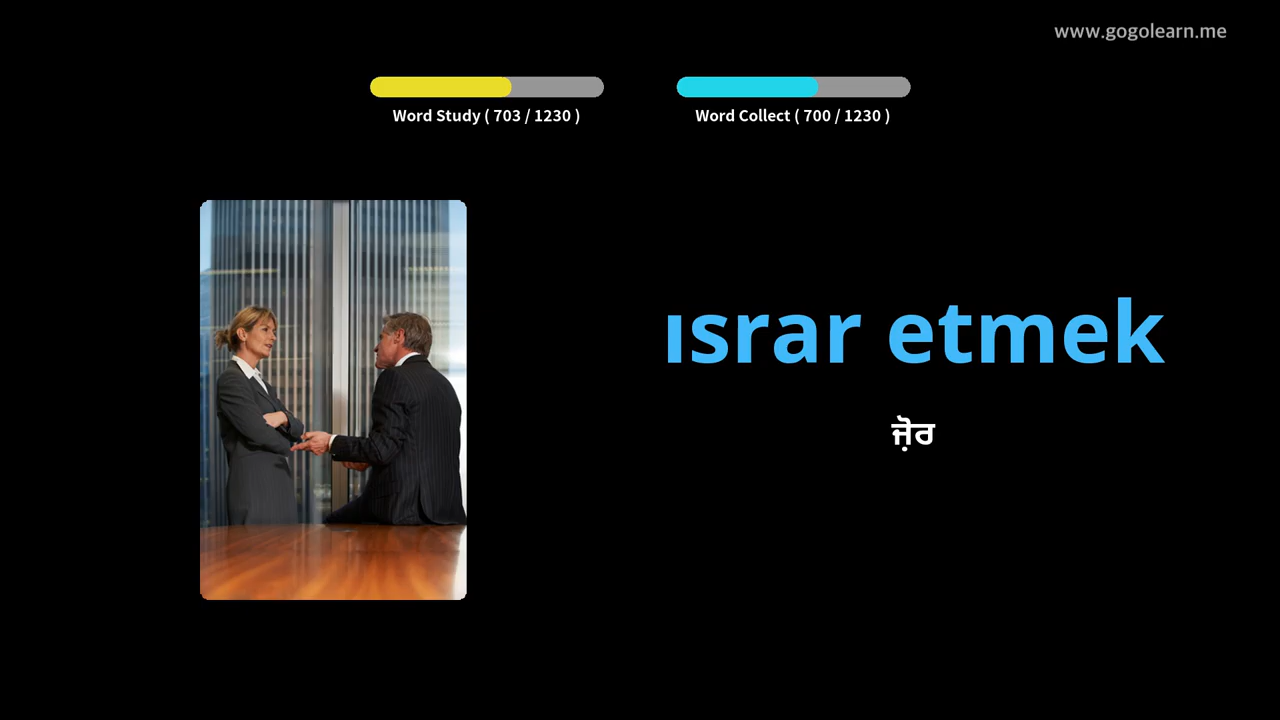 www.gogolearn.me
Word Study ( 703 / 1230 )
Word Collect ( 700 / 1230 )
ısrar etmek
ਜ਼ੋਰ